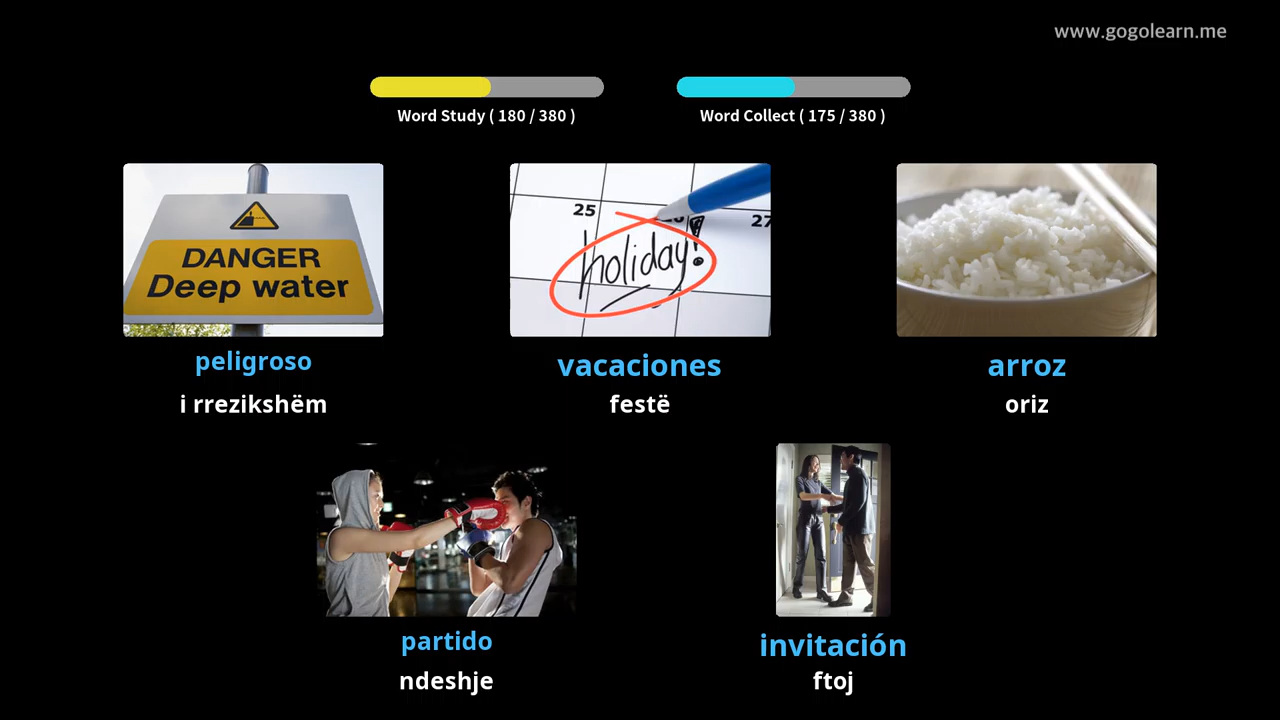 www.gogolearn.me
Word Study ( 180 / 380 )
Word Collect ( 175 / 380 )
DANGER
Deep water
25
27
holiday!
peligroso
vacaciones
arroz
i rrezikshëm
festë
oriz
partido
invitación
ndeshje
ftoj